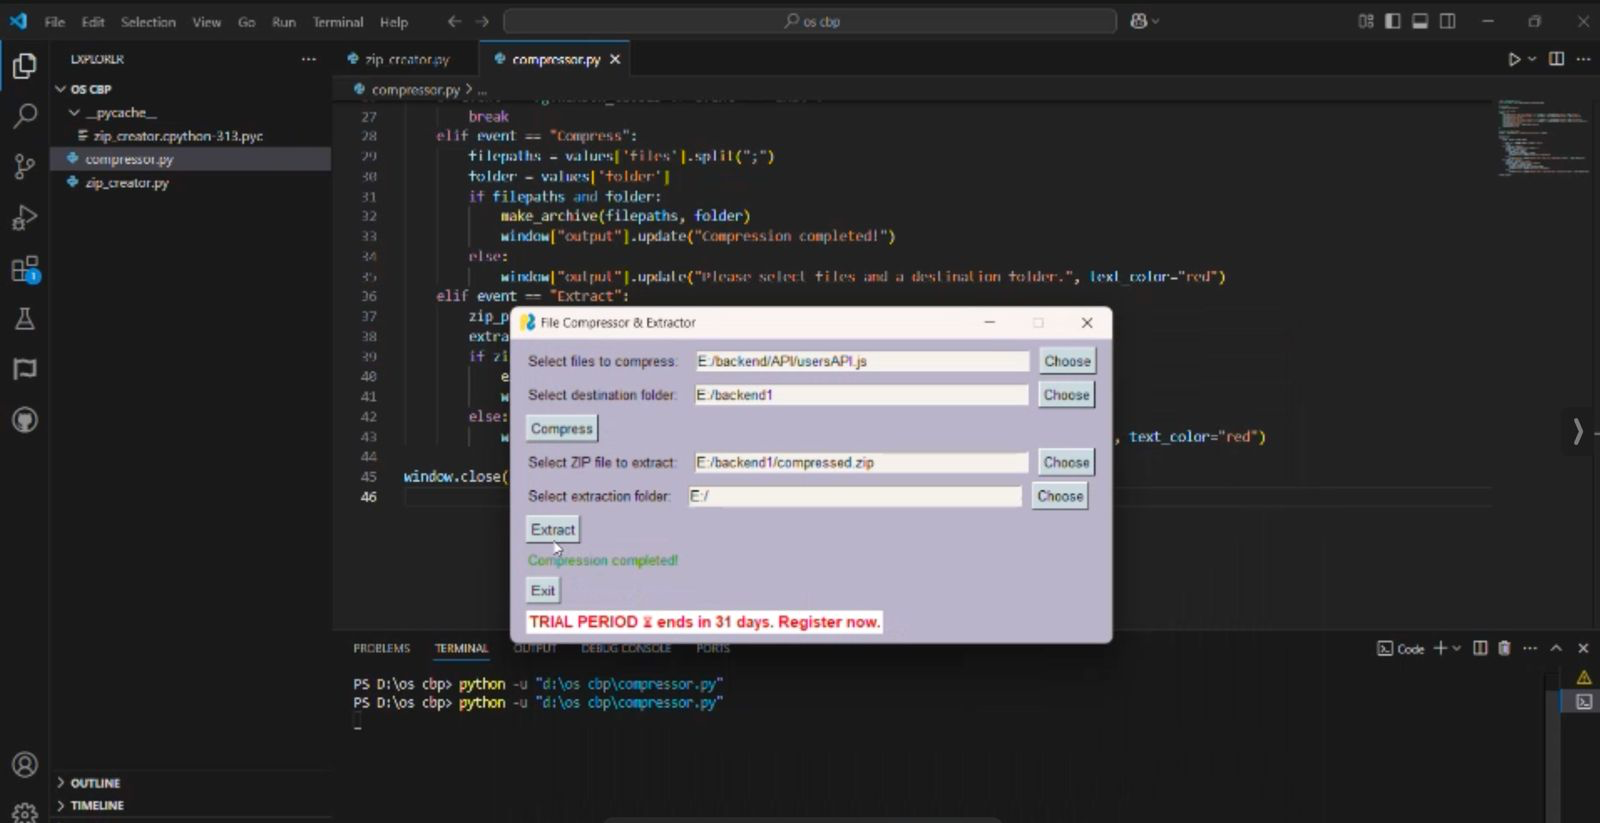 File Edit Selection View Go Run Terminal Help
os cbp
EXPLORER
OS CBP
__pycache__
zip_creator.cpython-313.pyc
compressor.py
zip_creator.py
OUTLINE
TIMELINE
zip_creator.py
compressor.py
compressor.py > ...
27 break
28 elif event == "Compress":
29 filepaths = values['files'].split(";")
30 folder = values['folder']
31 if filepaths and folder:
32 make_archive(filepaths, folder)
33 window["output"].update("Compression completed!")
34 else:
35 window["output"].update("Please select files and a destination folder.", text_color="red")
36 elif event == "Extract":
37 zip_p
38 extra
39 if zi
40 e
41 w
42 else:
43 w , text_color="red")
44
45 window.close(
46
File Compressor & Extractor
Select files to compress: E:/backend/API/usersAPI.js Choose
Select destination folder: E:/backend1 Choose
Compress
Select ZIP file to extract: E:/backend1/compressed.zip Choose
Select extraction folder: E:/ Choose
Extract
Compression completed!
Exit
TRIAL PERIOD ⌛ ends in 31 days. Register now.
PROBLEMS TERMINAL OUTPUT DEBUG CONSOLE PORTS
Code
PS D:\os cbp> python -u "d:\os cbp\compressor.py"
PS D:\os cbp> python -u "d:\os cbp\compressor.py"
1